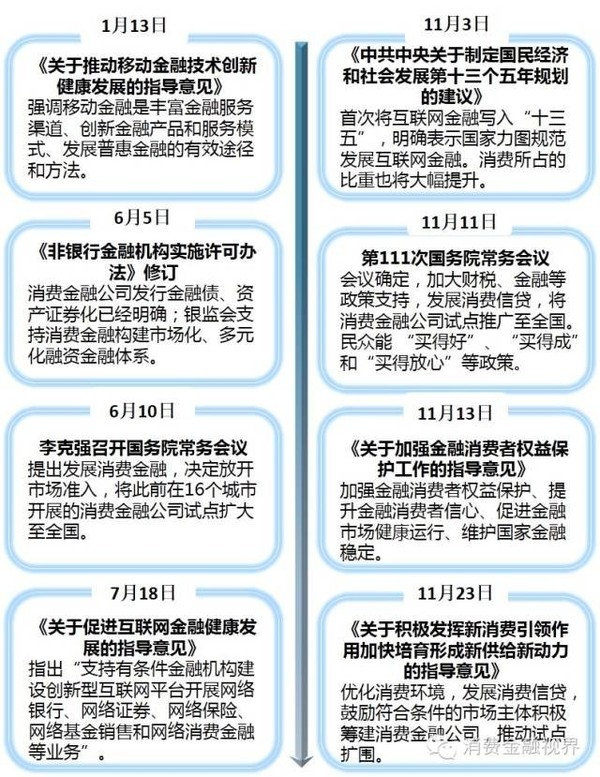 1月13日
《关于推动移动金融技术创新
健康发展的指导意见》
强调移动金融是丰富金融服务
渠道、创新金融产品和服务模
式、发展普惠金融的有效途径
和方法。
6月5日
《非银行金融机构实施许可办
法》修订
消费金融公司发行金融债、资
产证券化已经明确；银监会支
持消费金融构建市场化、多元
化融资金融体系。
6月10日
李克强召开国务院常务会议
提出发展消费金融，决定放开
市场准入，将此前在16个城市
开展的消费金融公司试点扩大
至全国。
7月18日
《关于促进互联网金融健康发
展的指导意见》
指出“支持有条件金融机构建
设创新型互联网平台开展网络
银行、网络证券、网络保险、
网络基金销售和网络消费金融
等业务”。
11月3日
《中共中央关于制定国民经济
和社会发展第十三个五年规划
的建议》
首次将互联网金融写入“十三
五”，明确表示国家力图规范
发展互联网金融。消费所占的
比重也将大幅提升。
11月11日
第111次国务院常务会议
会议确定，加大财税、金融等
政策支持，发展消费信贷，将
消费金融公司试点推广至全国。
民众能“买得好”、“买得成”
和“买得放心”等政策。
11月13日
《关于加强金融消费者权益保
护工作的指导意见》
加强金融消费者权益保护、提
升金融消费者信心、促进金融
市场健康运行、维护国家金融
稳定。
11月23日
《关于积极发挥新消费引领作
用加快培育形成新供给新动力
的指导意见》
优化消费环境，发展消费信贷，
鼓励符合条件的市场主体积极
筹建消费金融公司，推动试点
扩围。
消费金融视界